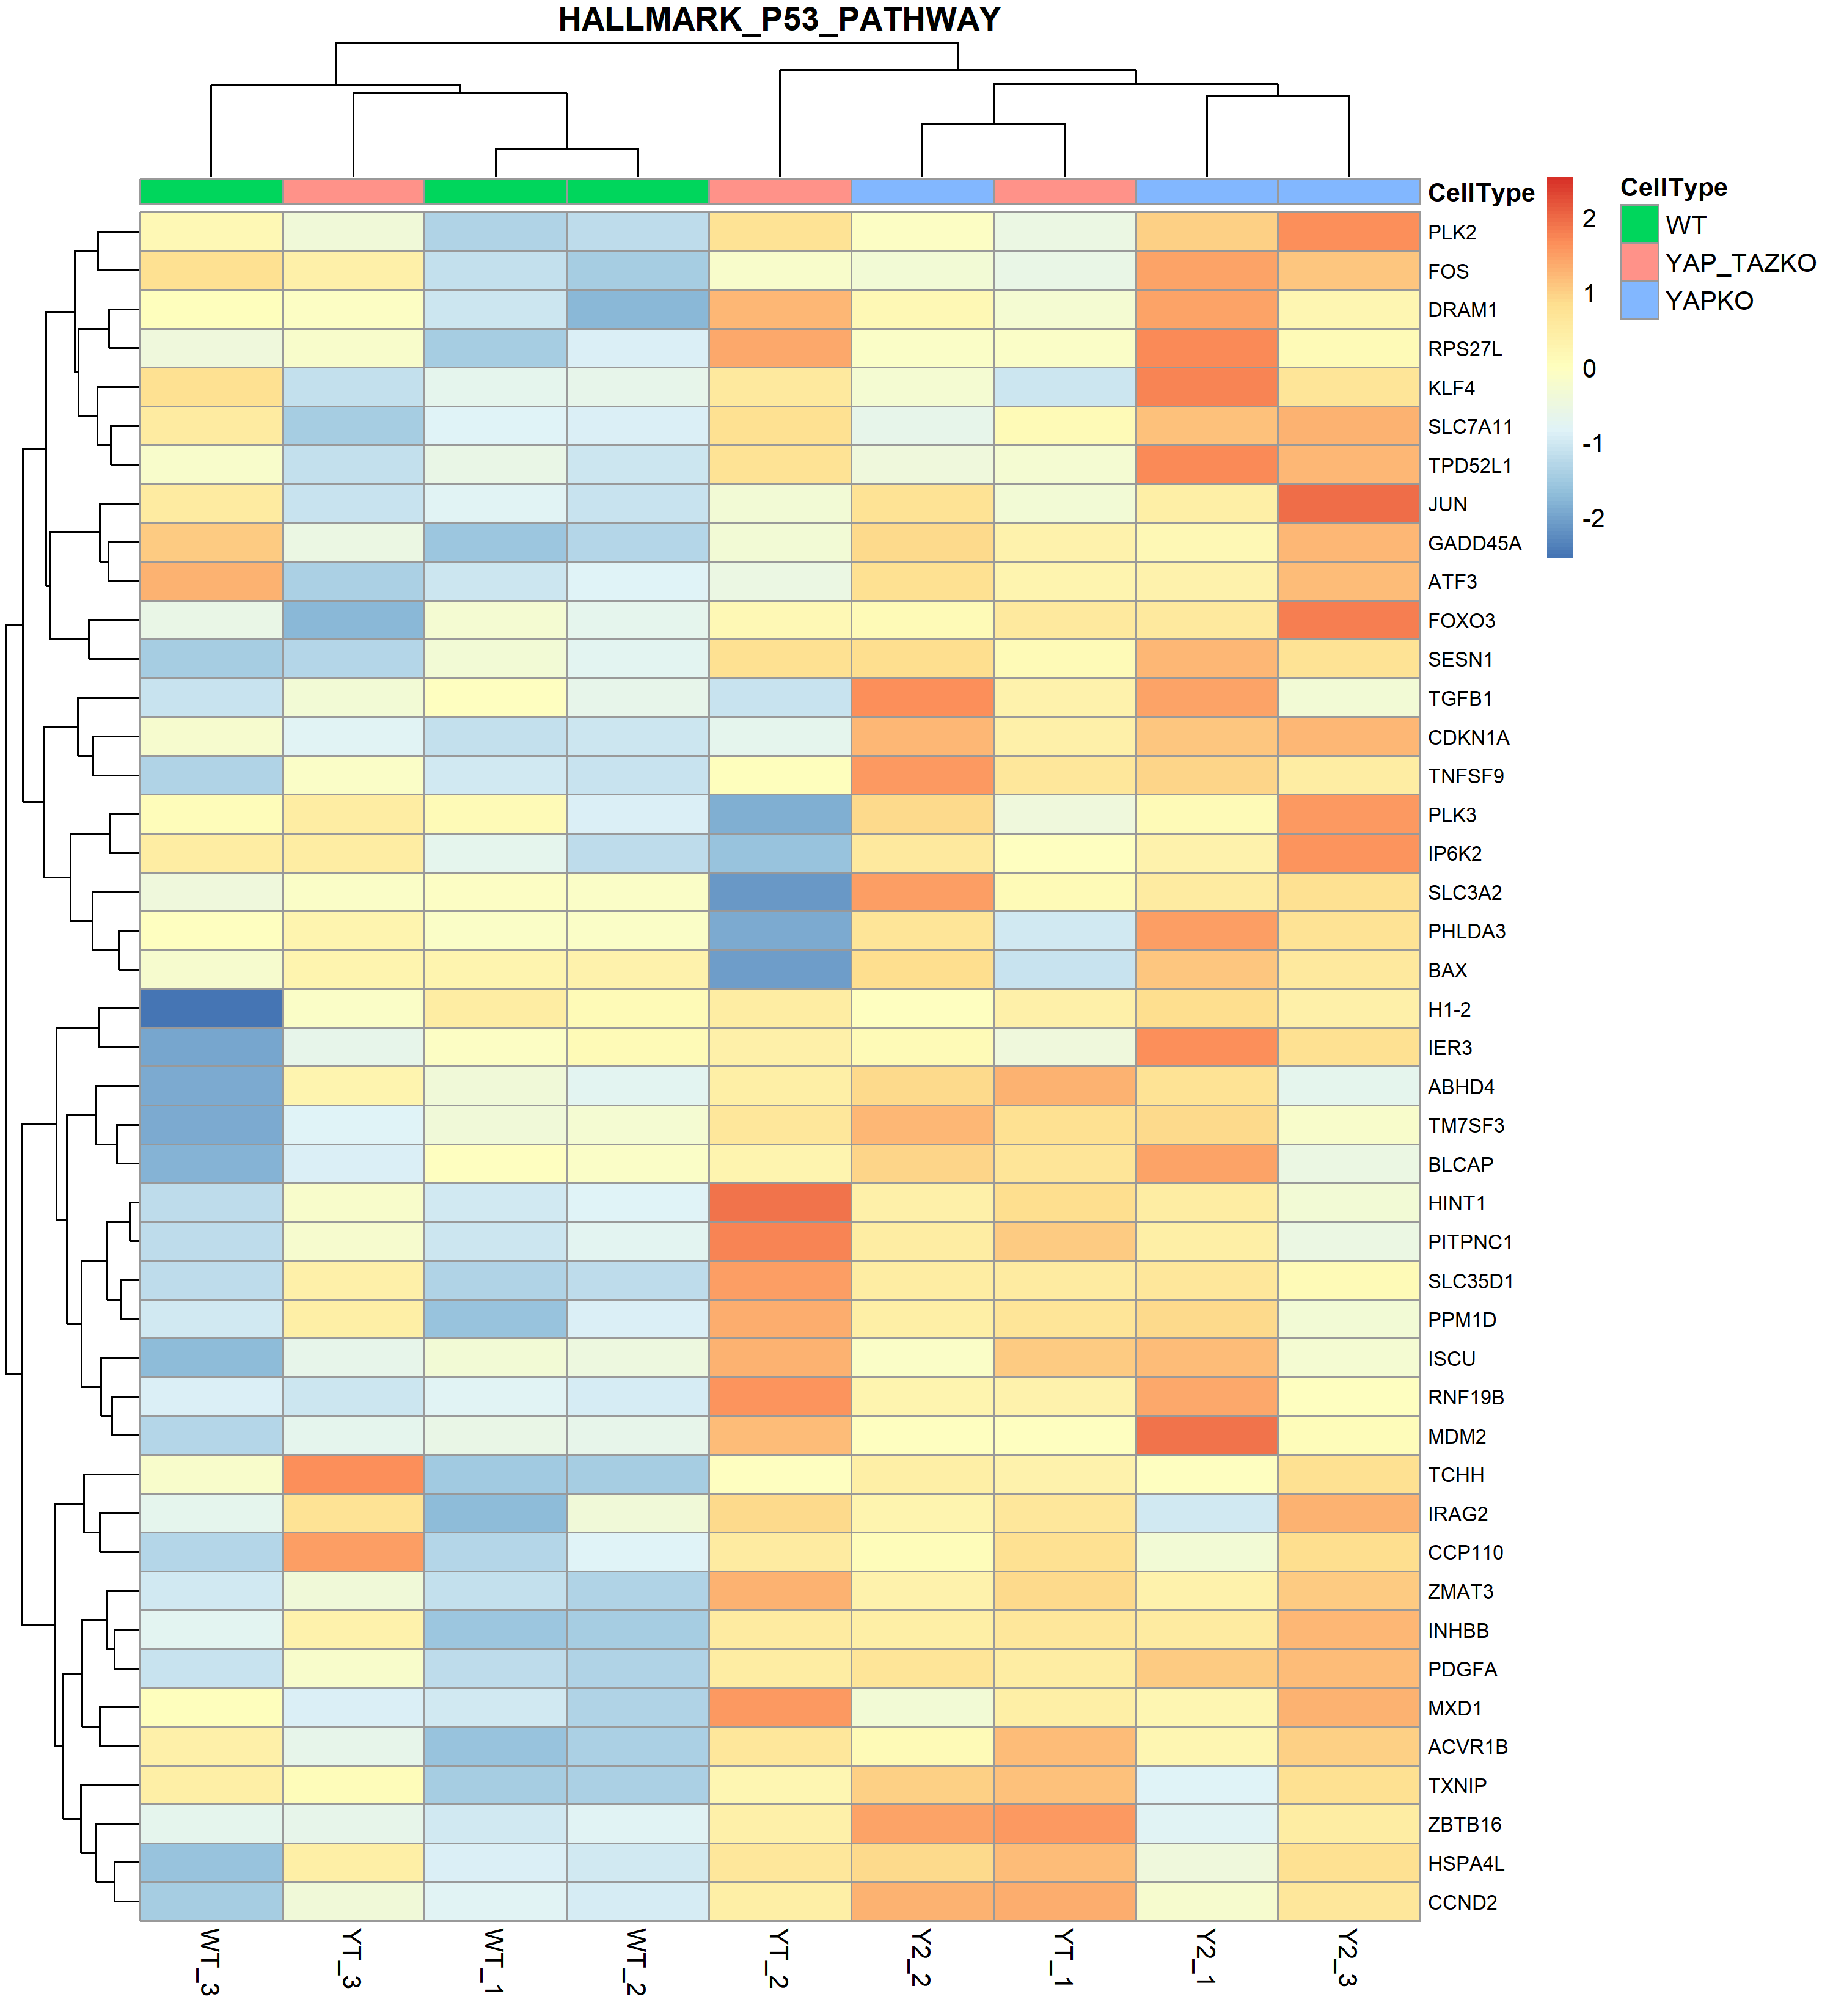 HALLMARK_P53_PATHWAY
CellType
PLK2
FOS
DRAM1
RPS27L
KLF4
SLC7A11
TPD52L1
JUN
GADD45A
ATF3
FOXO3
SESN1
TGFB1
CDKN1A
TNFSF9
PLK3
IP6K2
SLC3A2
PHLDA3
BAX
H1-2
IER3
ABHD4
TM7SF3
BLCAP
HINT1
PITPNC1
SLC35D1
PPM1D
ISCU
RNF19B
MDM2
TCHH
IRAG2
CCP110
ZMAT3
INHBB
PDGFA
MXD1
ACVR1B
TXNIP
ZBTB16
HSPA4L
CCND2
2
1
0
-1
-2
CellType
WT
YAP_TAZKO
YAPKO
WT_3
YT_3
WT_1
WT_2
YT_2
Y2_2
YT_1
Y2_1
Y2_3